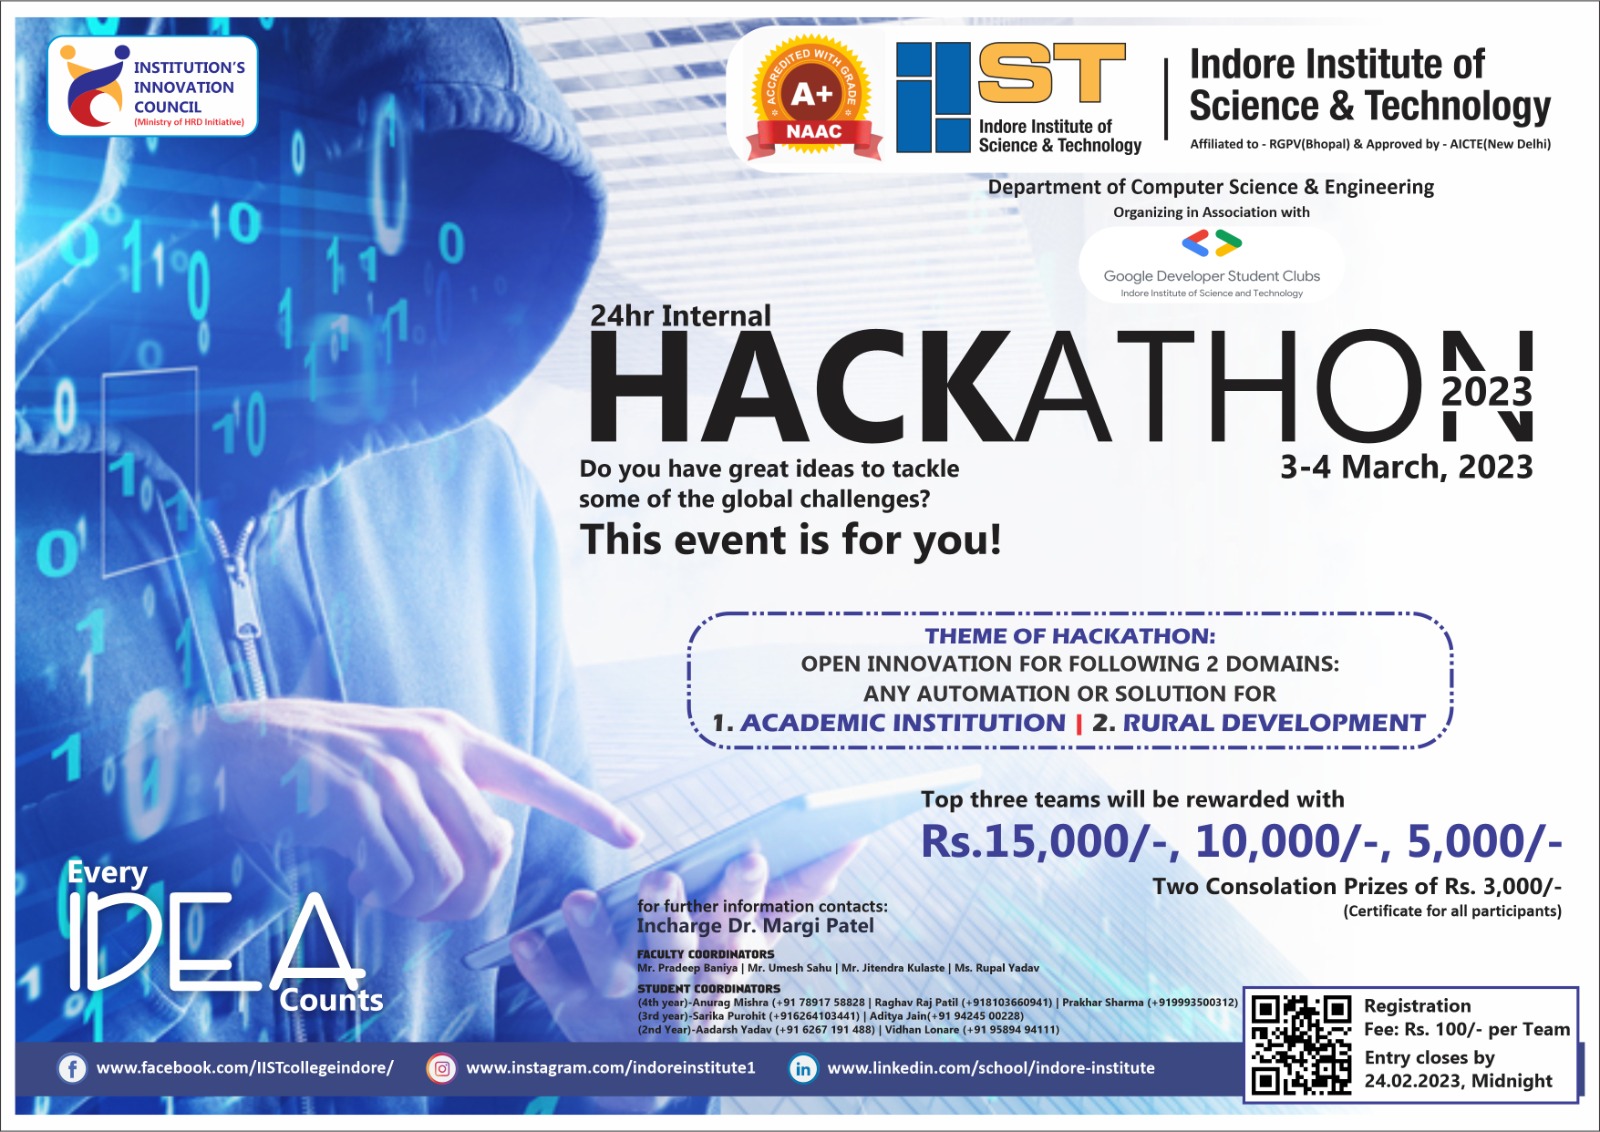 INSTITUTION'S
INNOVATION
COUNCIL
(Ministry of HRD Initiative)
ACCREDITED WITH GRADE
A+
NAAC
IIST
Indore Institute of
Science & Technology
Indore Institute of
Science & Technology
Affiliated to - RGPV(Bhopal) & Approved by - AICTE(New Delhi)
Department of Computer Science & Engineering
Organizing in Association with
Google Developer Student Clubs
Indore Institute of Science and Technology
24hr Internal
HACKATHON
2023
3-4 March, 2023
Do you have great ideas to tackle
some of the global challenges?
This event is for you!
THEME OF HACKATHON:
OPEN INNOVATION FOR FOLLOWING 2 DOMAINS:
ANY AUTOMATION OR SOLUTION FOR
1. ACADEMIC INSTITUTION | 2. RURAL DEVELOPMENT
Top three teams will be rewarded with
Rs.15,000/-, 10,000/-, 5,000/-
Two Consolation Prizes of Rs. 3,000/-
(Certificate for all participants)
Every
IDEA
Counts
for further information contacts:
Incharge Dr. Margi Patel
FACULTY COORDINATORS
Mr. Pradeep Baniya | Mr. Umesh Sahu | Mr. Jitendra Kulaste | Ms. Rupal Yadav
STUDENT COORDINATORS
(4th year)-Anurag Mishra (+91 78917 58828 | Raghav Raj Patil (+918103660941) | Prakhar Sharma (+919993500312)
(3rd year)-Sarika Purohit (+916264103441) | Aditya Jain(+91 94245 00228)
(2nd Year)-Aadarsh Yadav (+91 6267 191 488) | Vidhan Lonare (+91 95894 94111)
Registration
Fee: Rs. 100/- per Team
Entry closes by
24.02.2023, Midnight
www.facebook.com/IISTcollegeindore/
www.instagram.com/indoreinstitute1
www.linkedin.com/school/indore-institute